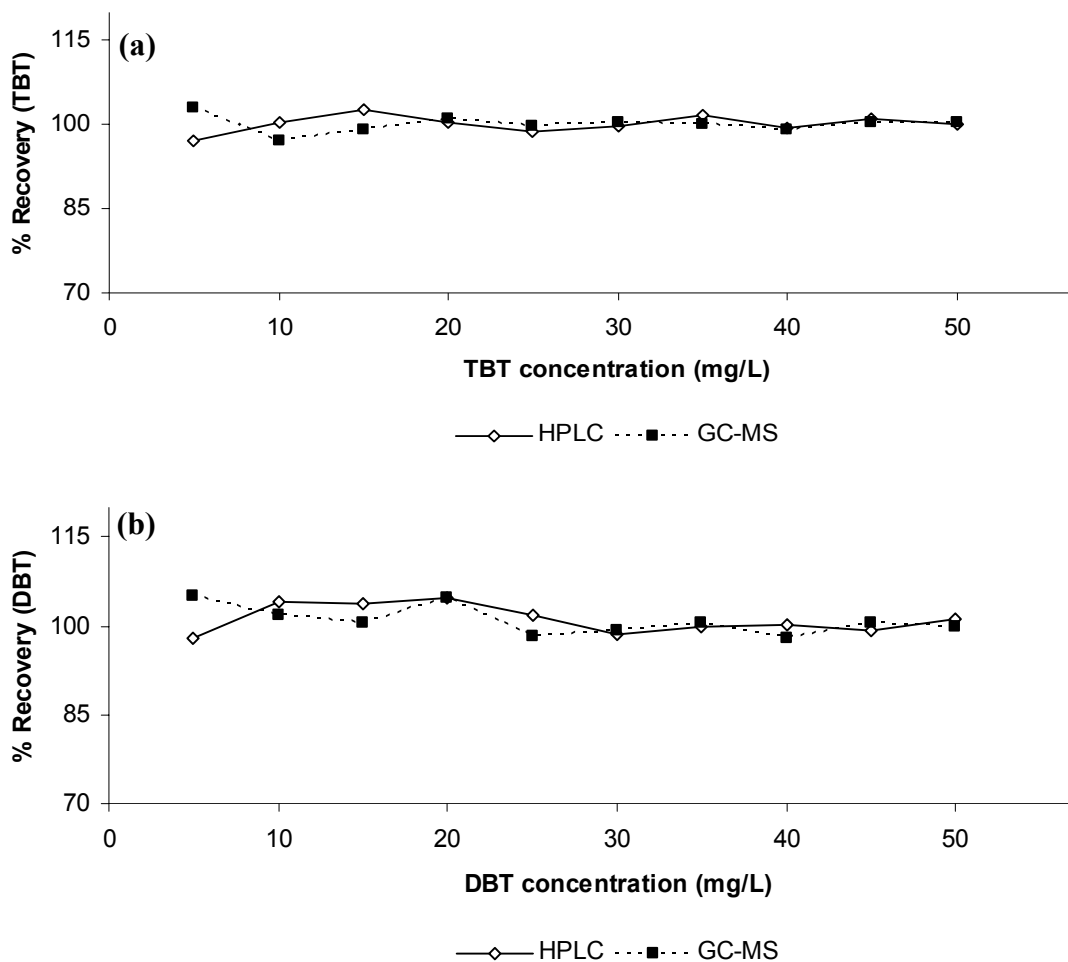 (a)
% Recovery (TBT)
115
100
85
70
0 10 20 30 40 50
TBT concentration (mg/L)
HPLC GC-MS
(b)
% Recovery (DBT)
115
100
85
70
0 10 20 30 40 50
DBT concentration (mg/L)
HPLC GC-MS